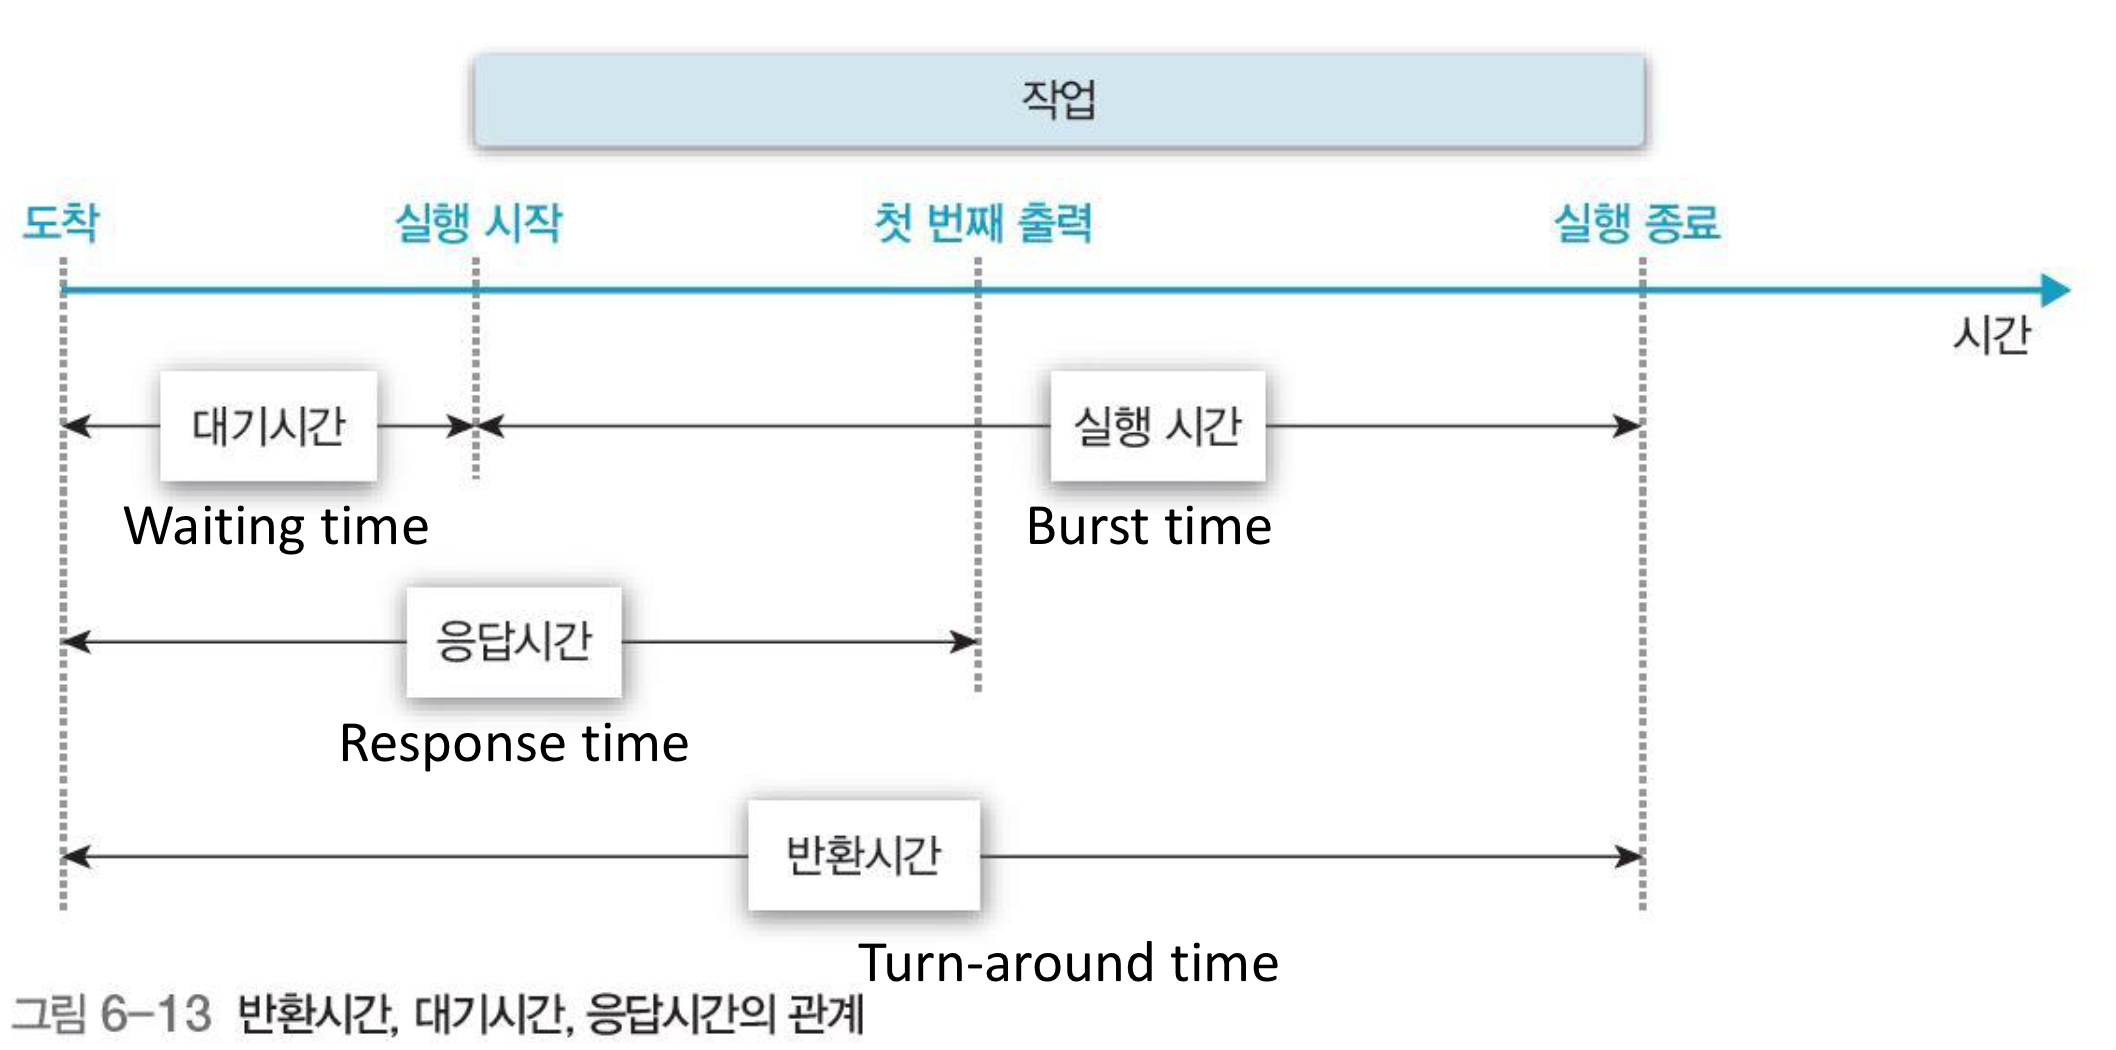 작업
도착 실행 시작 첫 번째 출력 실행 종료
시간
대기시간 실행 시간
Waiting time Burst time
응답시간
Response time
반환시간
Turn-around time
그림 6-13 반환시간, 대기시간, 응답시간의 관계